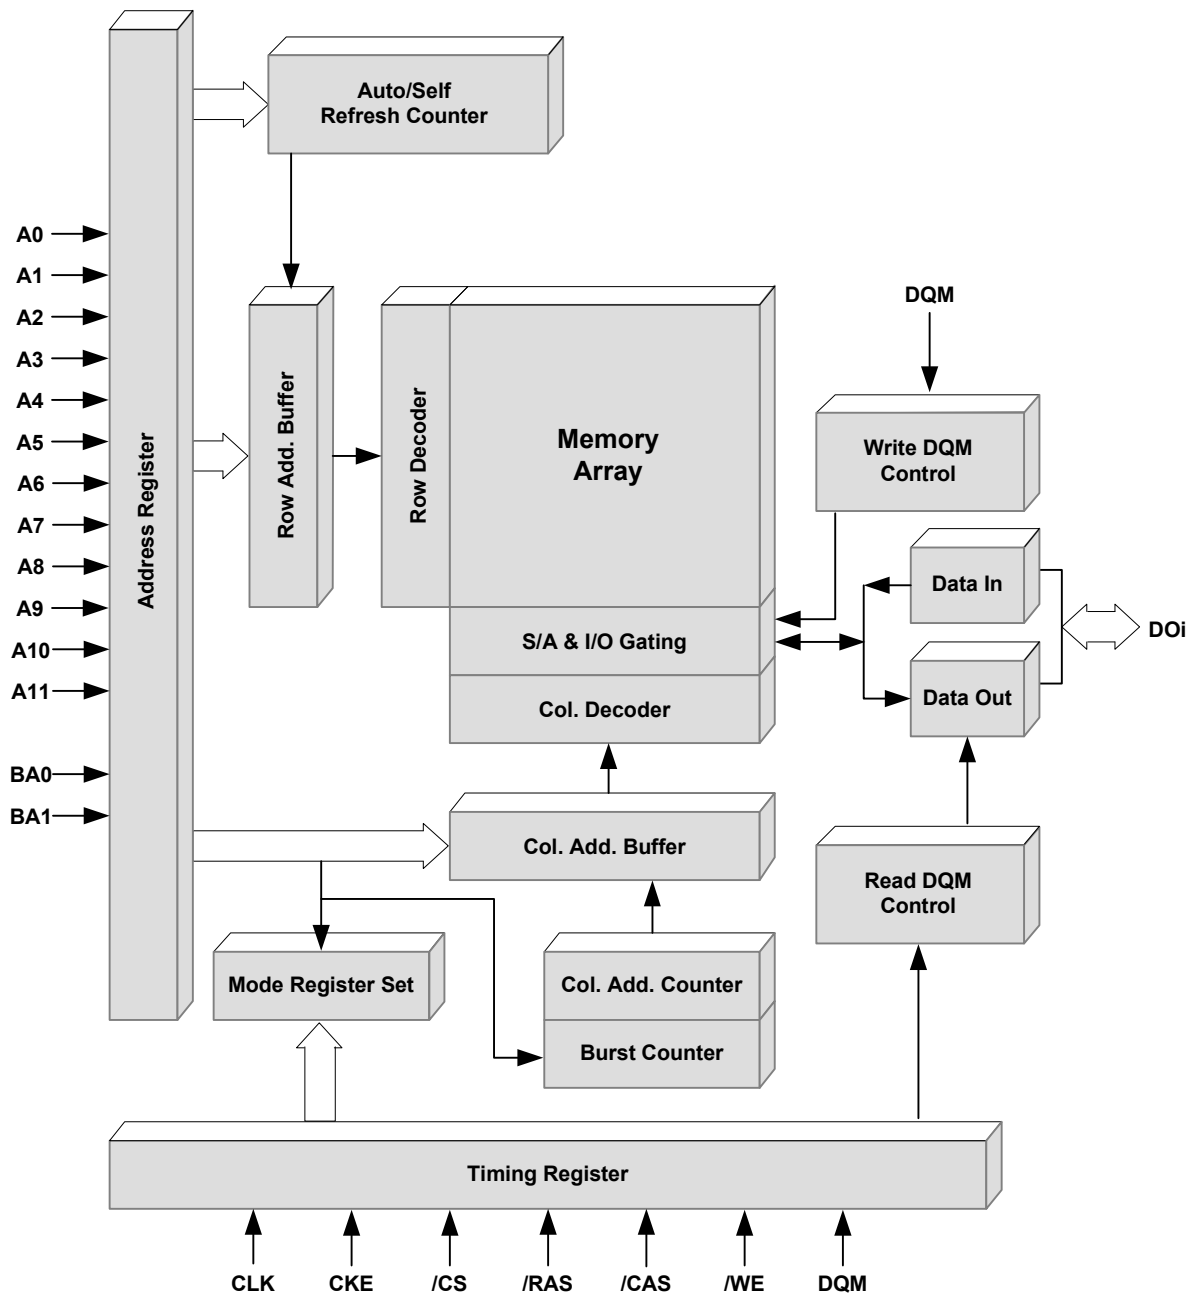 Auto/Self
Refresh Counter
A0
A1
A2
A3
A4
A5
A6
A7
A8
A9
A10
A11
BA0
BA1
Address Register
Row Add. Buffer
Row Decoder
Memory
Array
S/A & I/O Gating
Col. Decoder
DQM
Write DQM
Control
Data In
Data Out
DOi
Col. Add. Buffer
Read DQM
Control
Mode Register Set
Col. Add. Counter
Burst Counter
Timing Register
CLK
CKE
/CS
/RAS
/CAS
/WE
DQM